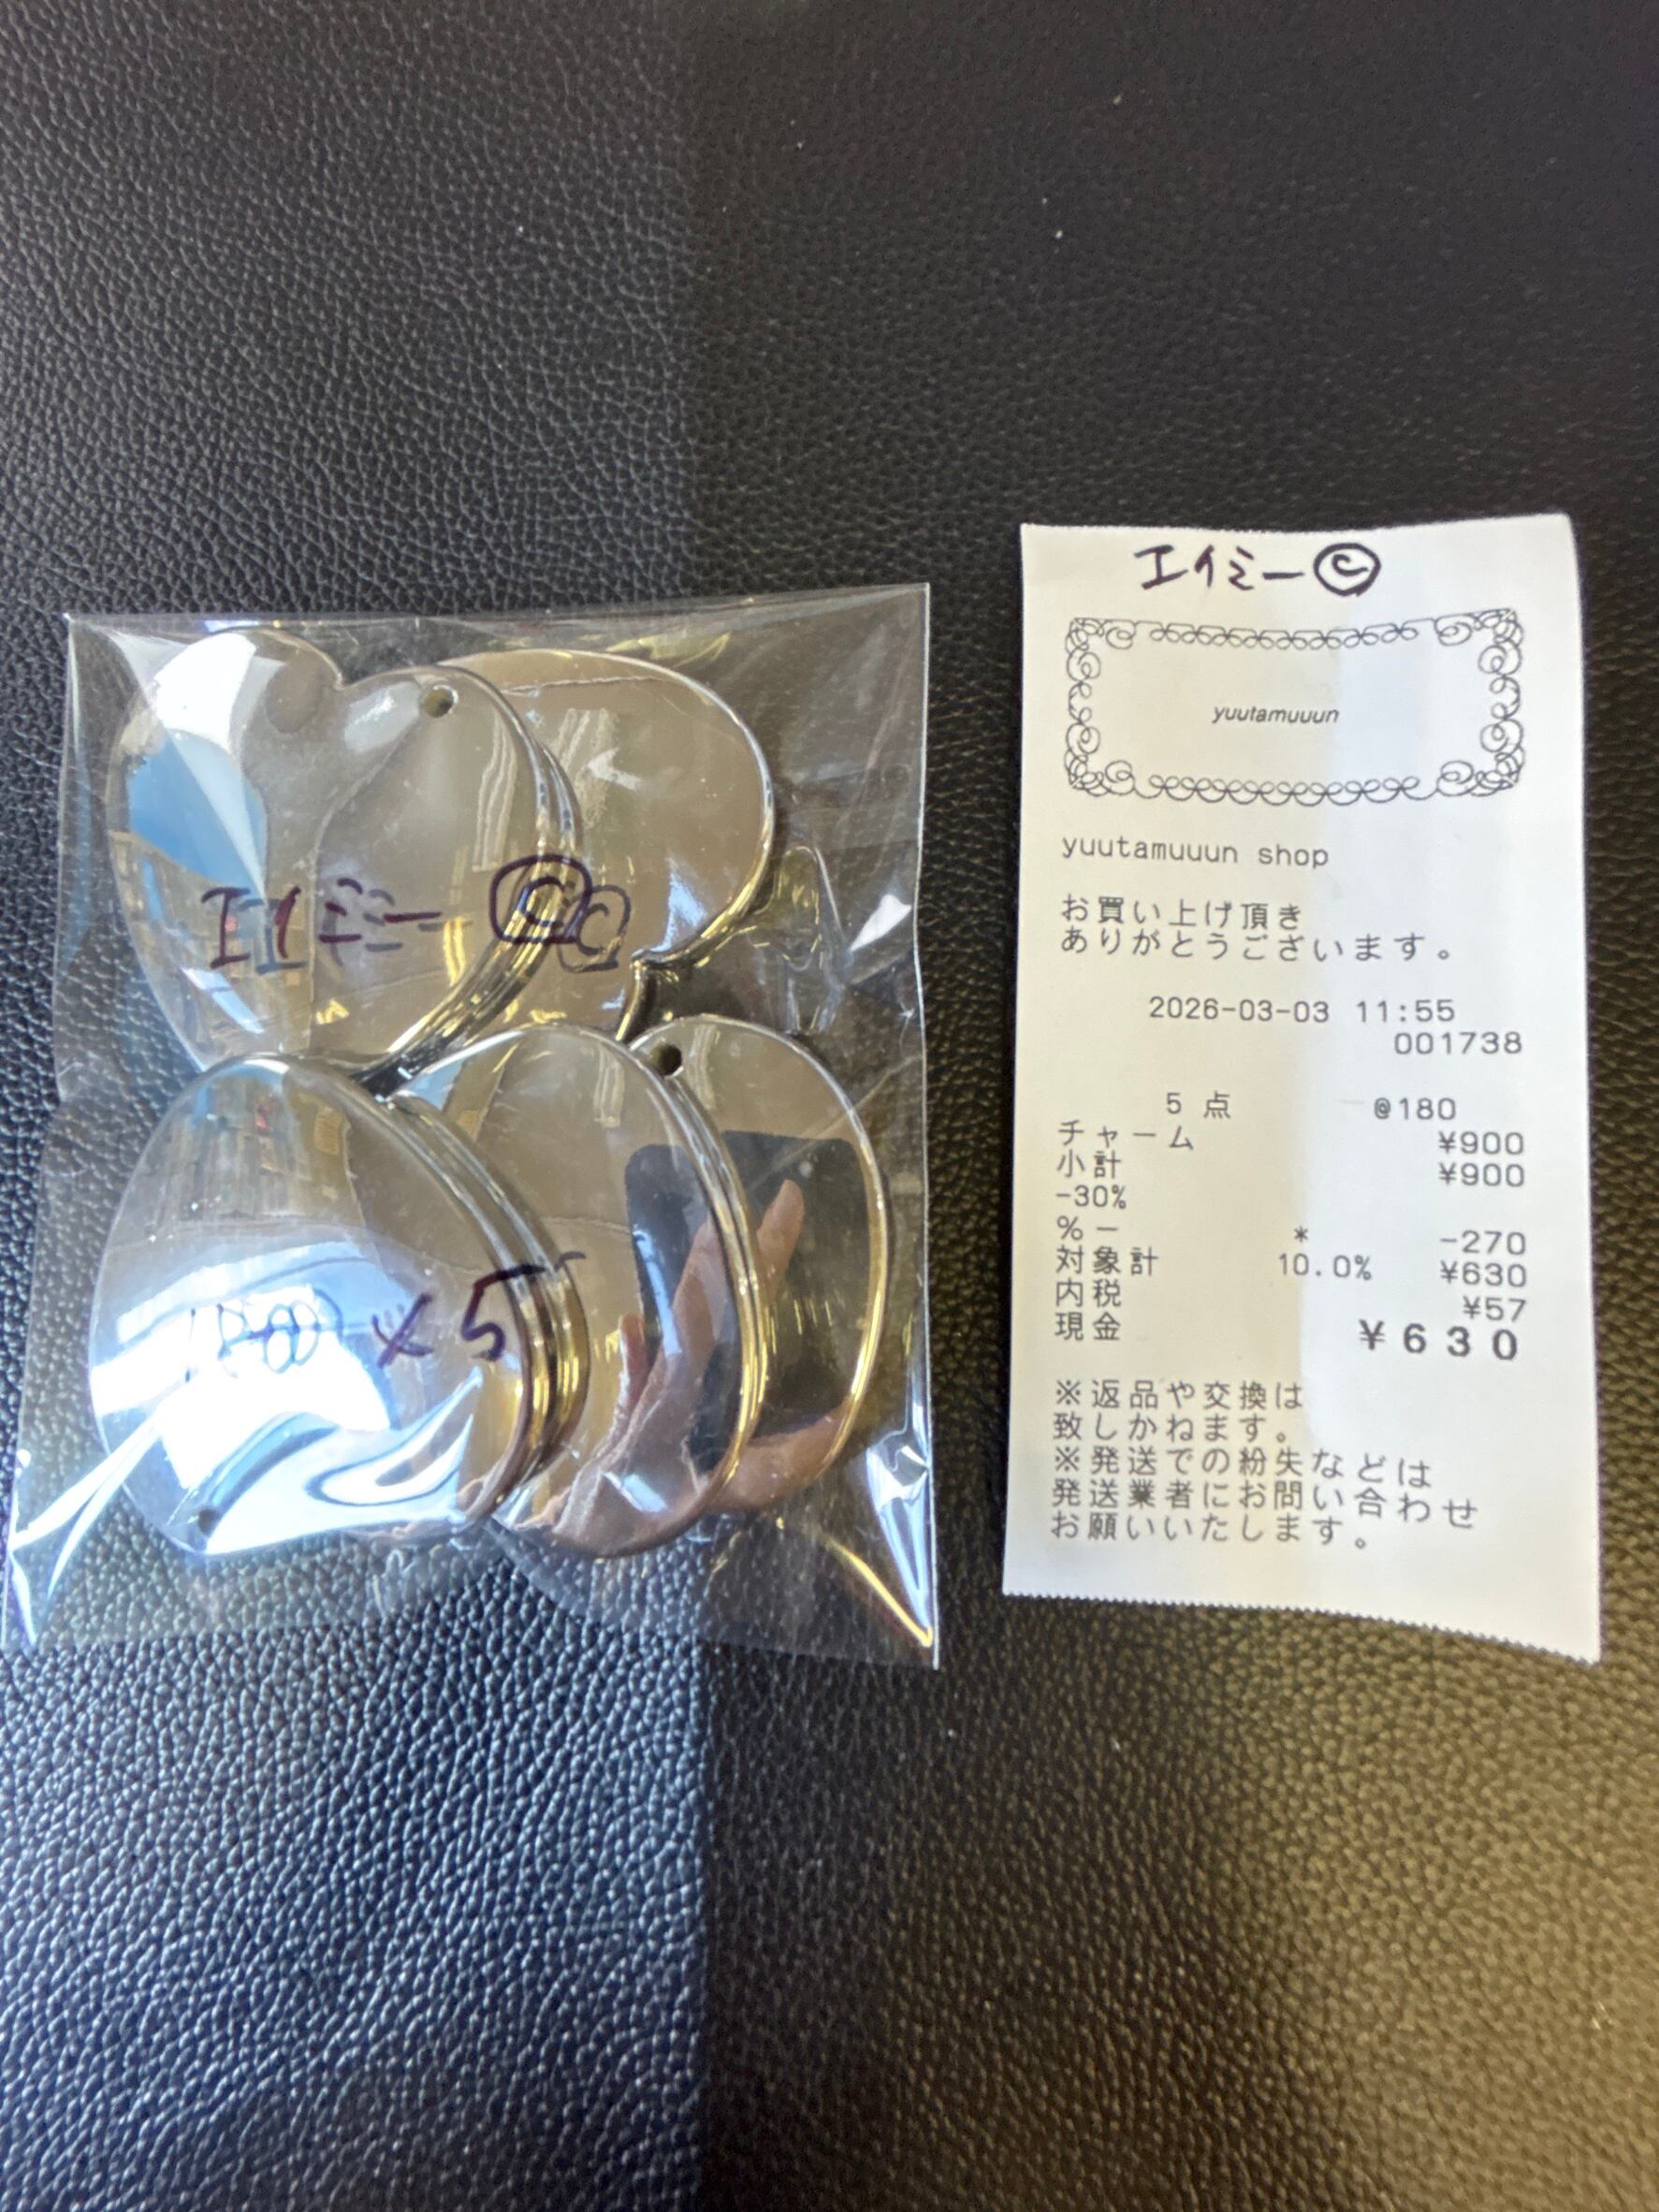 エイミー Ⓒ
180 × 5
エイミー Ⓒ
yuutamuuun
yuutamuuun shop
お買い上げ頂き
ありがとうございます。
2026-03-03 11:55
001738
5 点 @180
チャーム ¥900
小計 ¥900
-30%
%- * -270
対象計 10.0% ¥630
内税 ¥57
現金 ¥630
※返品や交換は
致しかねます。
※発送での紛失などは
発送業者にお問い合わせ
お願いいたします。